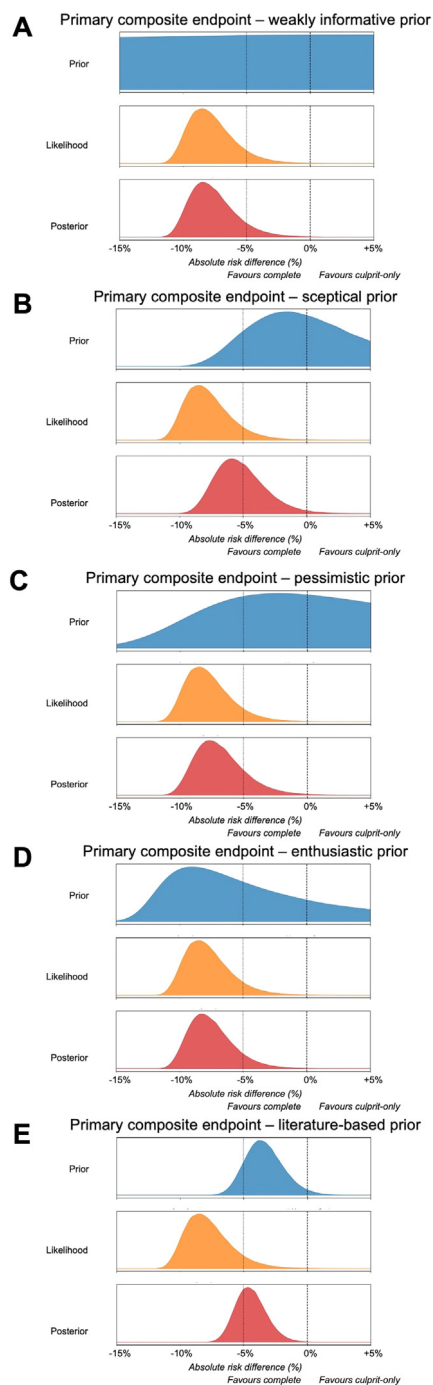 A
Primary composite endpoint – weakly informative prior
Prior
Likelihood
Posterior
-15% -10% -5% 0% +5%
Absolute risk difference (%)
Favours complete Favours culprit-only
B
Primary composite endpoint – sceptical prior
Prior
Likelihood
Posterior
-15% -10% -5% 0% +5%
Absolute risk difference (%)
Favours complete Favours culprit-only
C
Primary composite endpoint – pessimistic prior
Prior
Likelihood
Posterior
-15% -10% -5% 0% +5%
Absolute risk difference (%)
Favours complete Favours culprit-only
D
Primary composite endpoint – enthusiastic prior
Prior
Likelihood
Posterior
-15% -10% -5% 0% +5%
Absolute risk difference (%)
Favours complete Favours culprit-only
E
Primary composite endpoint – literature-based prior
Prior
Likelihood
Posterior
-15% -10% -5% 0% +5%
Absolute risk difference (%)
Favours complete Favours culprit-only